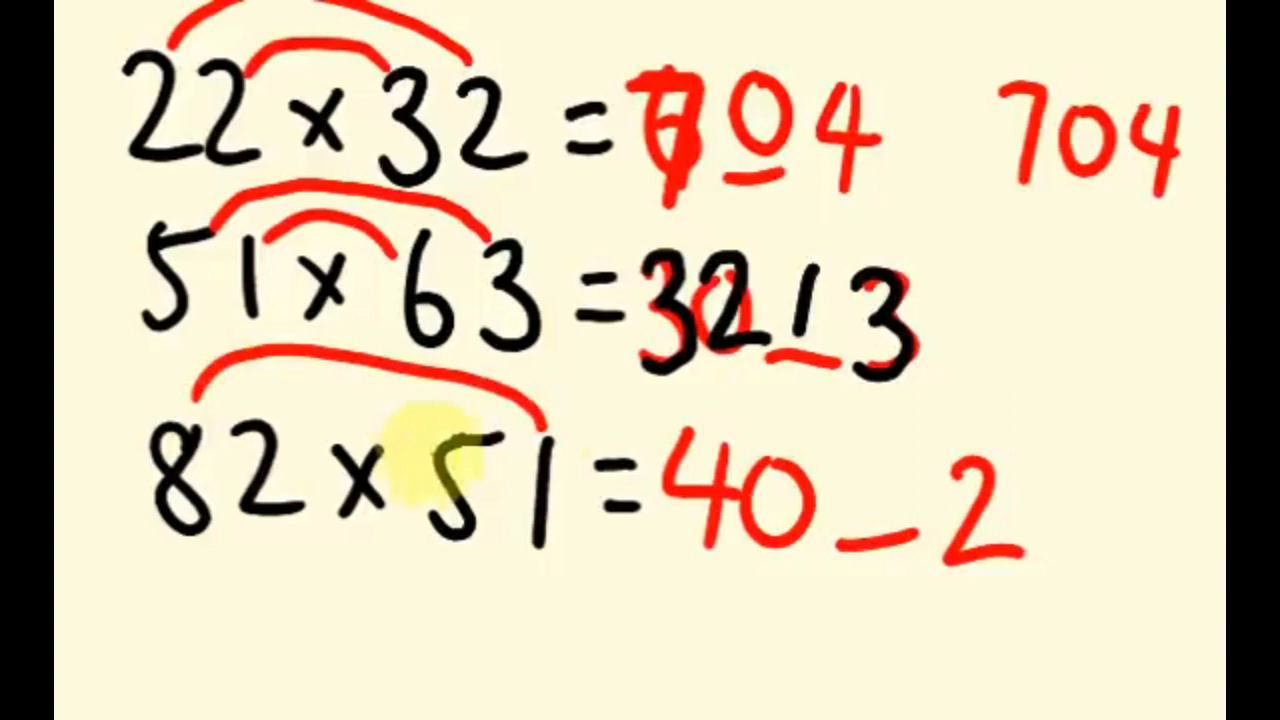 22 × 32 = 704 704
51 × 63 = 3213
82 × 51 = 40_2